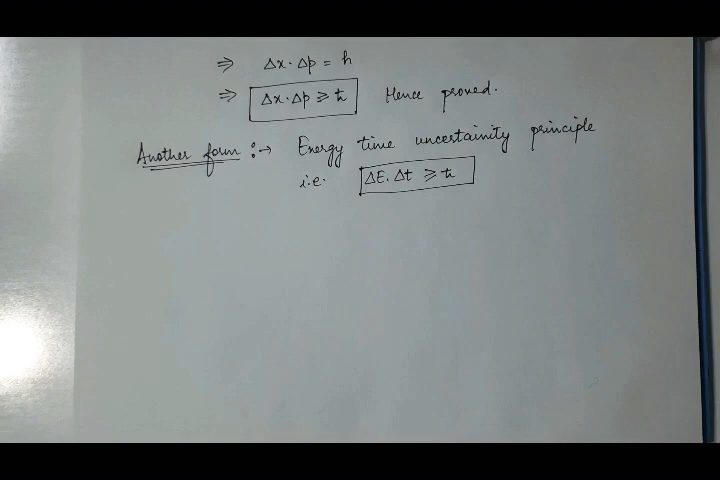 ⇒ Δx·Δp = h
⇒ Δx·Δp ≥ ħ Hence proved.
Another form :→ Energy time uncertainity principle
i.e. ΔE.Δt ≥ ħ